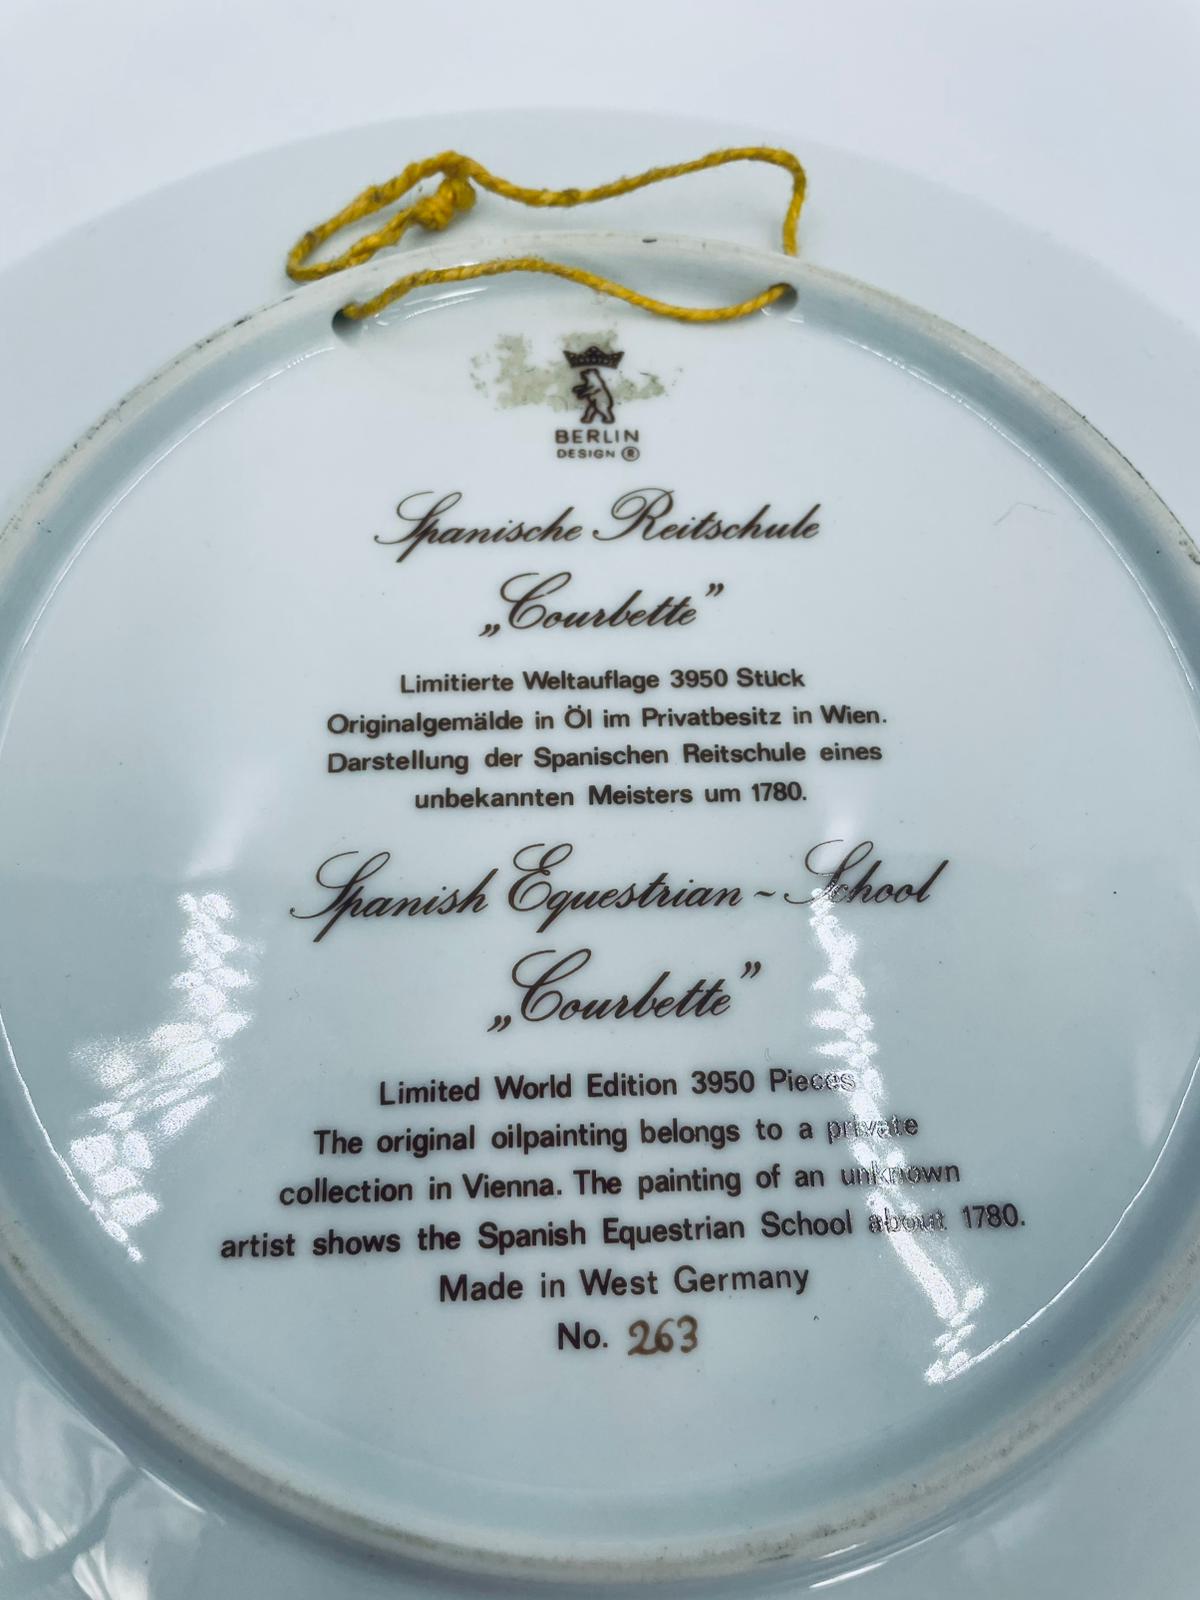 BERLIN
DESIGN ®
Spanische Reitschule
„Courbette”
Limitierte Weltauflage 3950 Stück
Originalgemälde in Öl im Privatbesitz in Wien.
Darstellung der Spanischen Reitschule eines
unbekannten Meisters um 1780.
Spanish Equestrian ~ School
„Courbette”
Limited World Edition 3950 Pieces
The original oilpainting belongs to a private
collection in Vienna. The painting of an unknown
artist shows the Spanish Equestrian School about 1780.
Made in West Germany
No. 263